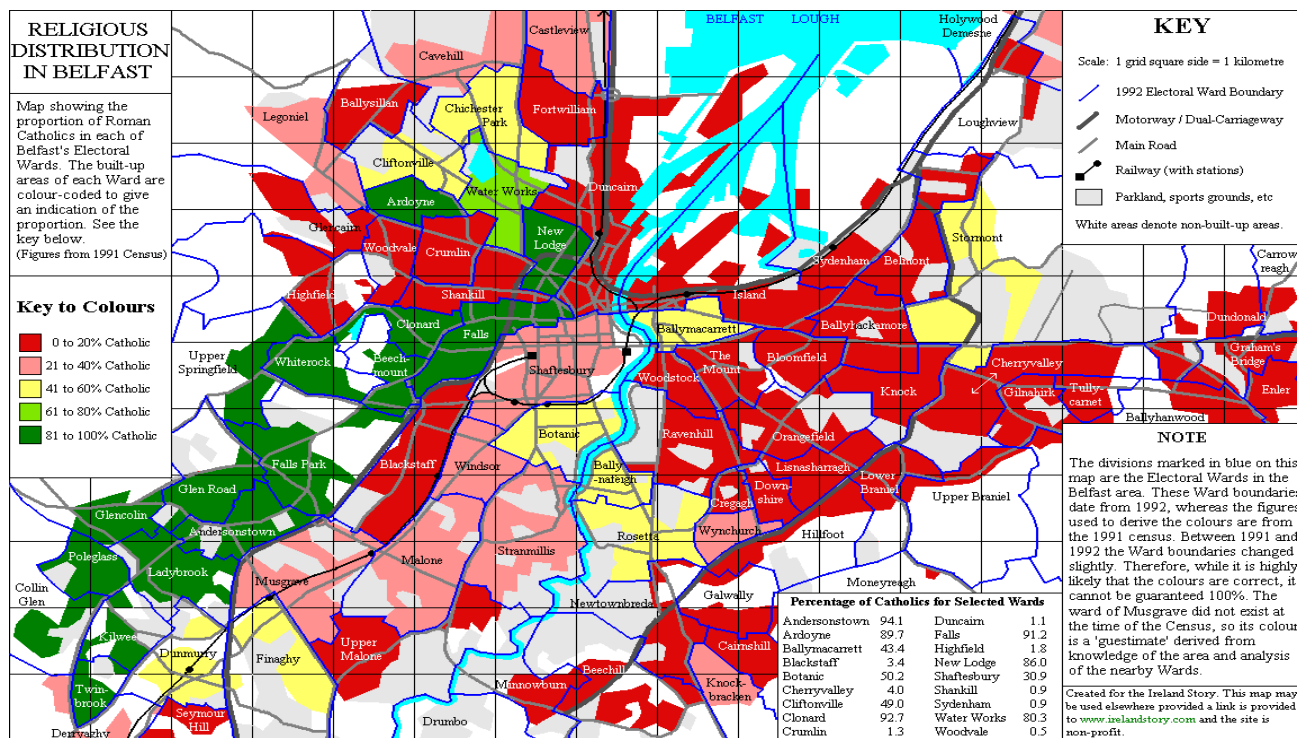 RELIGIOUS
DISTRIBUTION
IN BELFAST
Map showing the
proportion of Roman
Catholics in each of
Belfast's Electoral
Wards. The built-up
areas of each Ward are
colour-coded to give
an indication of the
proportion. See the
key below.
(Figures from 1991 Census)
Key to Colours
0 to 20% Catholic
21 to 40% Catholic
41 to 60% Catholic
61 to 80% Catholic
81 to 100% Catholic
BELFAST LOUGH
Castleview
Cavehill
Holywood
Demesne
Ballysillan
Legoniel
Chichester
Park
Fortwilliam
Loughview
Cliftonville
Water Works
Duncairn
Ardoyne
Glencairn
Woodvale
Crumlin
New
Lodge
Stormont
Sydenham
Belmont
Carrow
reagh
Highfield
Shankill
Island
Clonard
Falls
Ballymacarrett
Ballyhackamore
Dundonald
Upper
Springfield
Whiterock
Beech-
mount
Shaftesbury
The
Mount
Woodstock
Bloomfield
Cherryvalley
Graham's
Bridge
Knock
Gilnahirk
Tully-
carnet
Enler
Ballyhanwood
Botanic
Ravenhill
Orangefield
Falls Park
Blackstaff
Windsor
Bally
-nafeigh
Lisnasharragh
Glen Road
Down-
shire
Lower
Braniel
Upper Braniel
Glencolin
Andersonstown
Cregagh
Wynchurch
Hillfoot
Rosetta
Poleglass
Ladybrook
Malone
Stranmillis
Musgrave
Moneyreagh
Collin
Glen
Galwally
Newtownbreda
Kilwee
Dunmurry
Finaghy
Upper
Malone
Cairnshill
Beechill
Minnowburn
Knock-
bracken
Twin-
brook
Seymour
Hill
Drumbo
Derryaghy
KEY
Scale: 1 grid square side = 1 kilometre
1992 Electoral Ward Boundary
Motorway / Dual-Carriageway
Main Road
Railway (with stations)
Parkland, sports grounds, etc
White areas denote non-built-up areas.
NOTE
The divisions marked in blue on this
map are the Electoral Wards in the
Belfast area. These Ward boundaries
date from 1992, whereas the figures
used to derive the colours are from
the 1991 census. Between 1991 and
1992 the Ward boundaries changed
slightly. Therefore, while it is highly
likely that the colours are correct, it
cannot be guaranteed 100%. The
ward of Musgrave did not exist at
the time of the Census, so its colour
is a 'guestimate' derived from
knowledge of the area and analysis
of the nearby Wards.
Created for the Ireland Story. This map may
be used elsewhere provided a link is provided
to www.irelandstory.com and the site is
non-profit.
Percentage of Catholics for Selected Wards
Andersonstown 94.1 Duncairn 1.1
Ardoyne 89.7 Falls 91.2
Ballymacarrett 43.4 Highfield 1.8
Blackstaff 3.4 New Lodge 86.0
Botanic 50.2 Shaftesbury 30.9
Cherryvalley 4.0 Shankill 0.9
Cliftonville 49.0 Sydenham 0.9
Clonard 92.7 Water Works 80.3
Crumlin 1.3 Woodvale 0.5